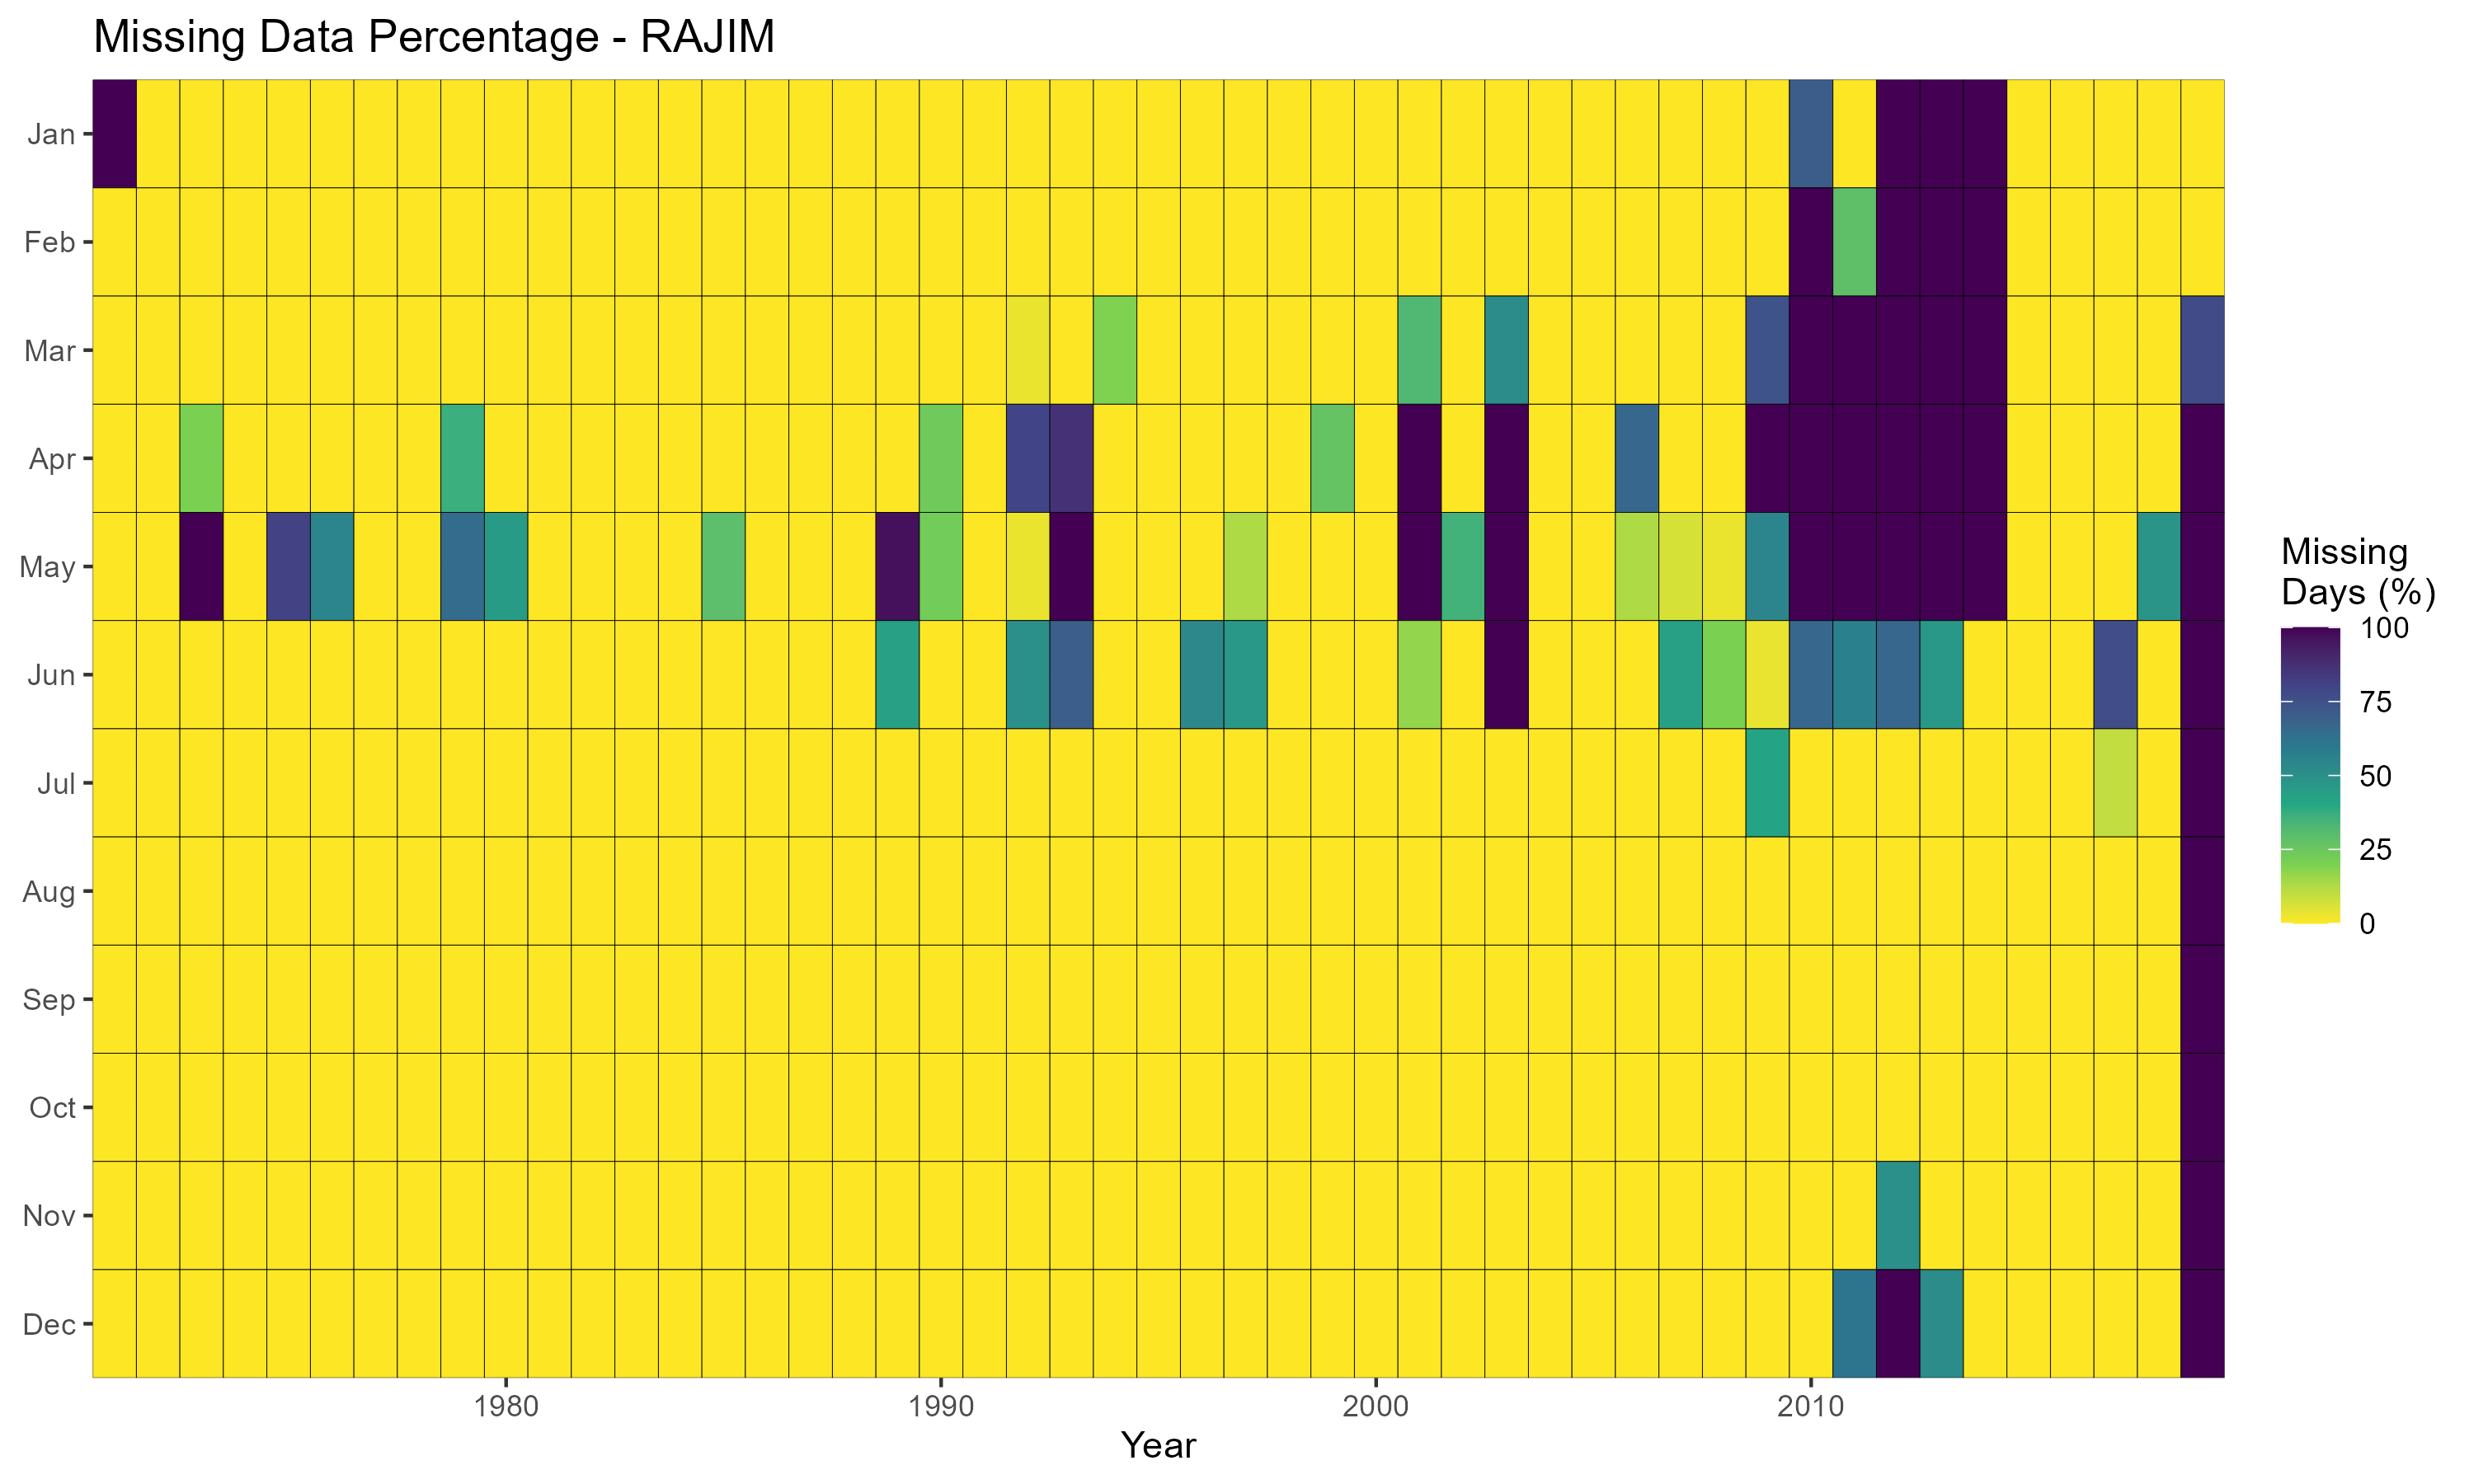 Missing Data Percentage - RAJIM
Jan
Feb
Mar
Apr
May
Jun
Jul
Aug
Sep
Oct
Nov
Dec
1980
1990
2000
2010
Year
Missing
Days (%)
100
75
50
25
0